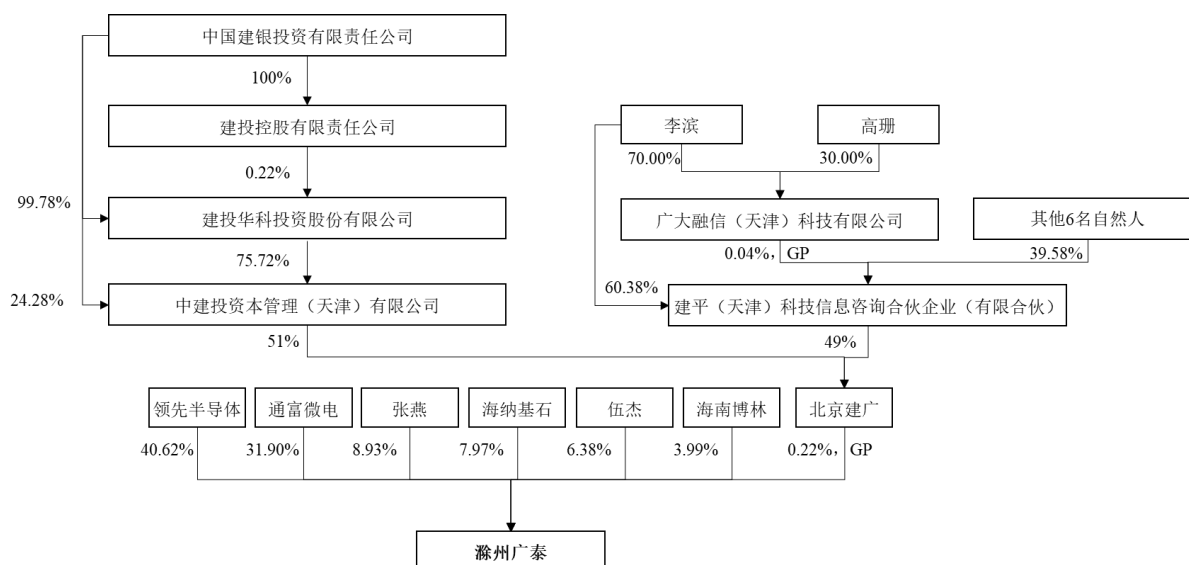 中国建银投资有限责任公司
100%
建投控股有限责任公司
李滨
高珊
70.00%
30.00%
0.22%
99.78%
建投华科投资股份有限公司
广大融信（天津）科技有限公司
其他6名自然人
0.04%，GP
39.58%
75.72%
60.38%
24.28%
中建投资本管理（天津）有限公司
建平（天津）科技信息咨询合伙企业（有限合伙）
51%
49%
领先半导体
通富微电
张燕
海纳基石
伍杰
海南博林
北京建广
40.62%
31.90%
8.93%
7.97%
6.38%
3.99%
0.22%，GP
滁州广泰